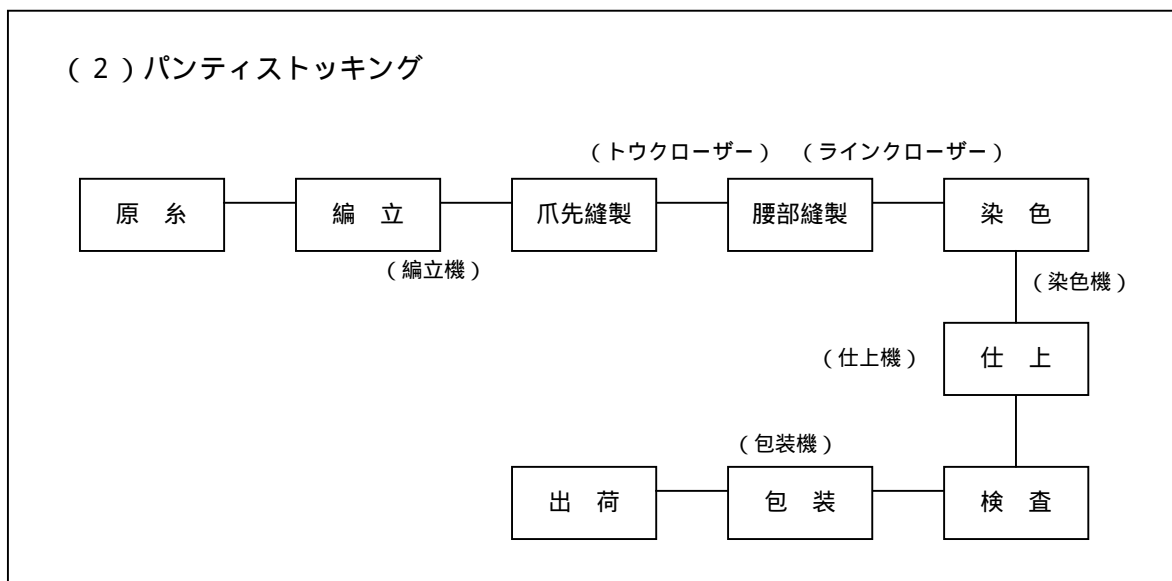 (2)パンティストッキング
(トウクローザー) (ラインクローザー)
原 糸 編 立 爪先縫製 腰部縫製 染 色
(編立機)
(染色機)
(仕上機) 仕 上
(包装機)
出 荷 包 装 検 査